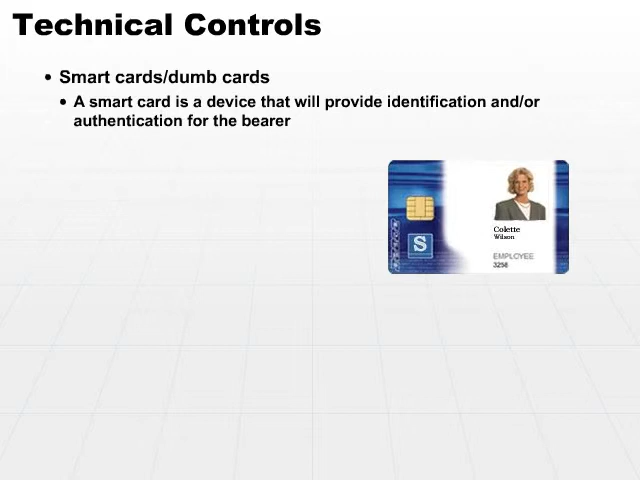 Technical Controls
• Smart cards/dumb cards
• A smart card is a device that will provide identification and/or
authentication for the bearer
Colette
Wilson
S
EMPLOYEE
3256